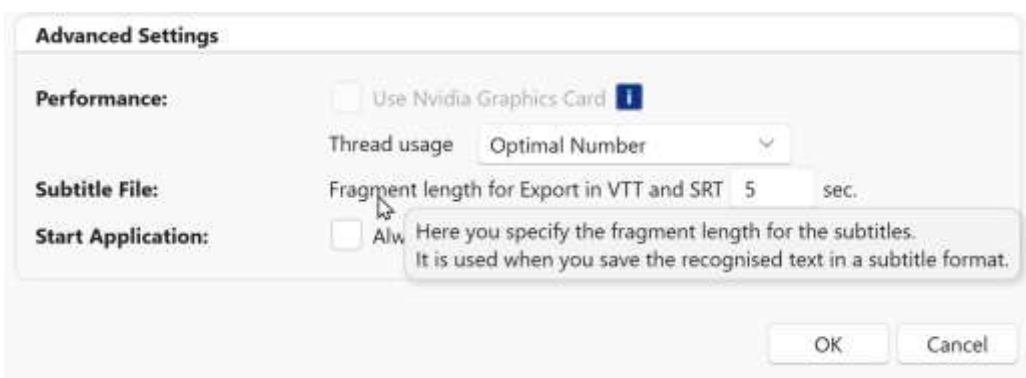 Advanced Settings
Performance:
Use Nvidia Graphics Card i
Thread usage Optimal Number
Subtitle File:
Fragment length for Export in VTT and SRT 5 sec.
Start Application:
Alw
Here you specify the fragment length for the subtitles.
It is used when you save the recognised text in a subtitle format.
OK Cancel